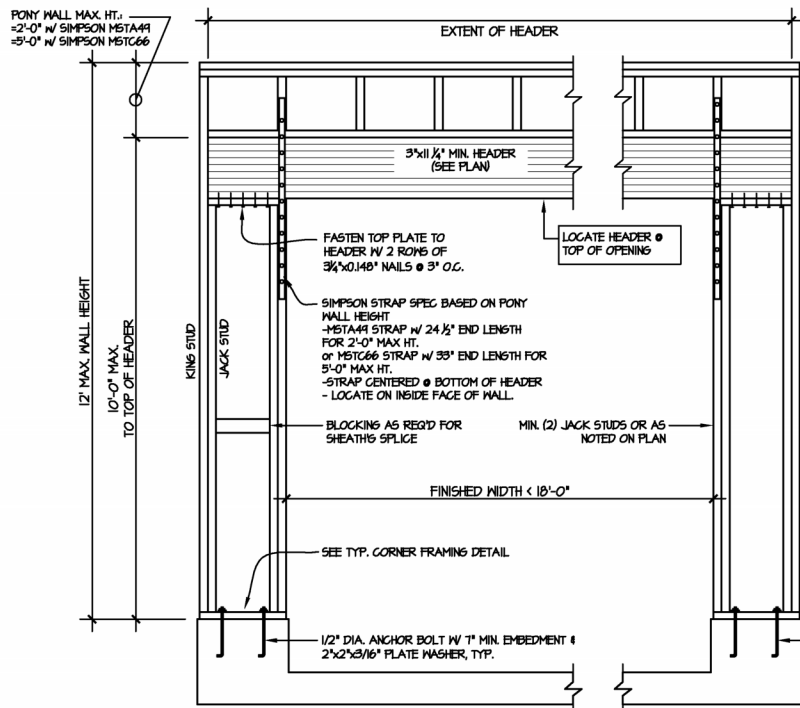 PONY WALL MAX. HT.:
=2'-0" W/ SIMPSON MSTA49
=5'-0" W/ SIMPSON MSTC66
EXTENT OF HEADER
3"x11 1/4" MIN. HEADER
(SEE PLAN)
FASTEN TOP PLATE TO
HEADER W/ 2 ROWS OF
3 1/4"x0.148" NAILS @ 3" O.C.
LOCATE HEADER @
TOP OF OPENING
SIMPSON STRAP SPEC BASED ON PONY
WALL HEIGHT
-MSTA49 STRAP W/ 24 1/2" END LENGTH
FOR 2'-0" MAX HT.
or MSTC66 STRAP W/ 33" END LENGTH FOR
5'-0" MAX HT.
-STRAP CENTERED @ BOTTOM OF HEADER
- LOCATE ON INSIDE FACE OF WALL.
12' MAX. WALL HEIGHT
10'-0" MAX.
TO TOP OF HEADER
KING STUD
JACK STUD
BLOCKING AS REQ'D FOR
SHEATH'G SPLICE
MIN. (2) JACK STUDS OR AS
NOTED ON PLAN
FINISHED WIDTH < 18'-0"
SEE TYP. CORNER FRAMING DETAIL
1/2" DIA. ANCHOR BOLT W/ 7" MIN. EMBEDMENT &
2"x2"x3/16" PLATE WASHER, TYP.